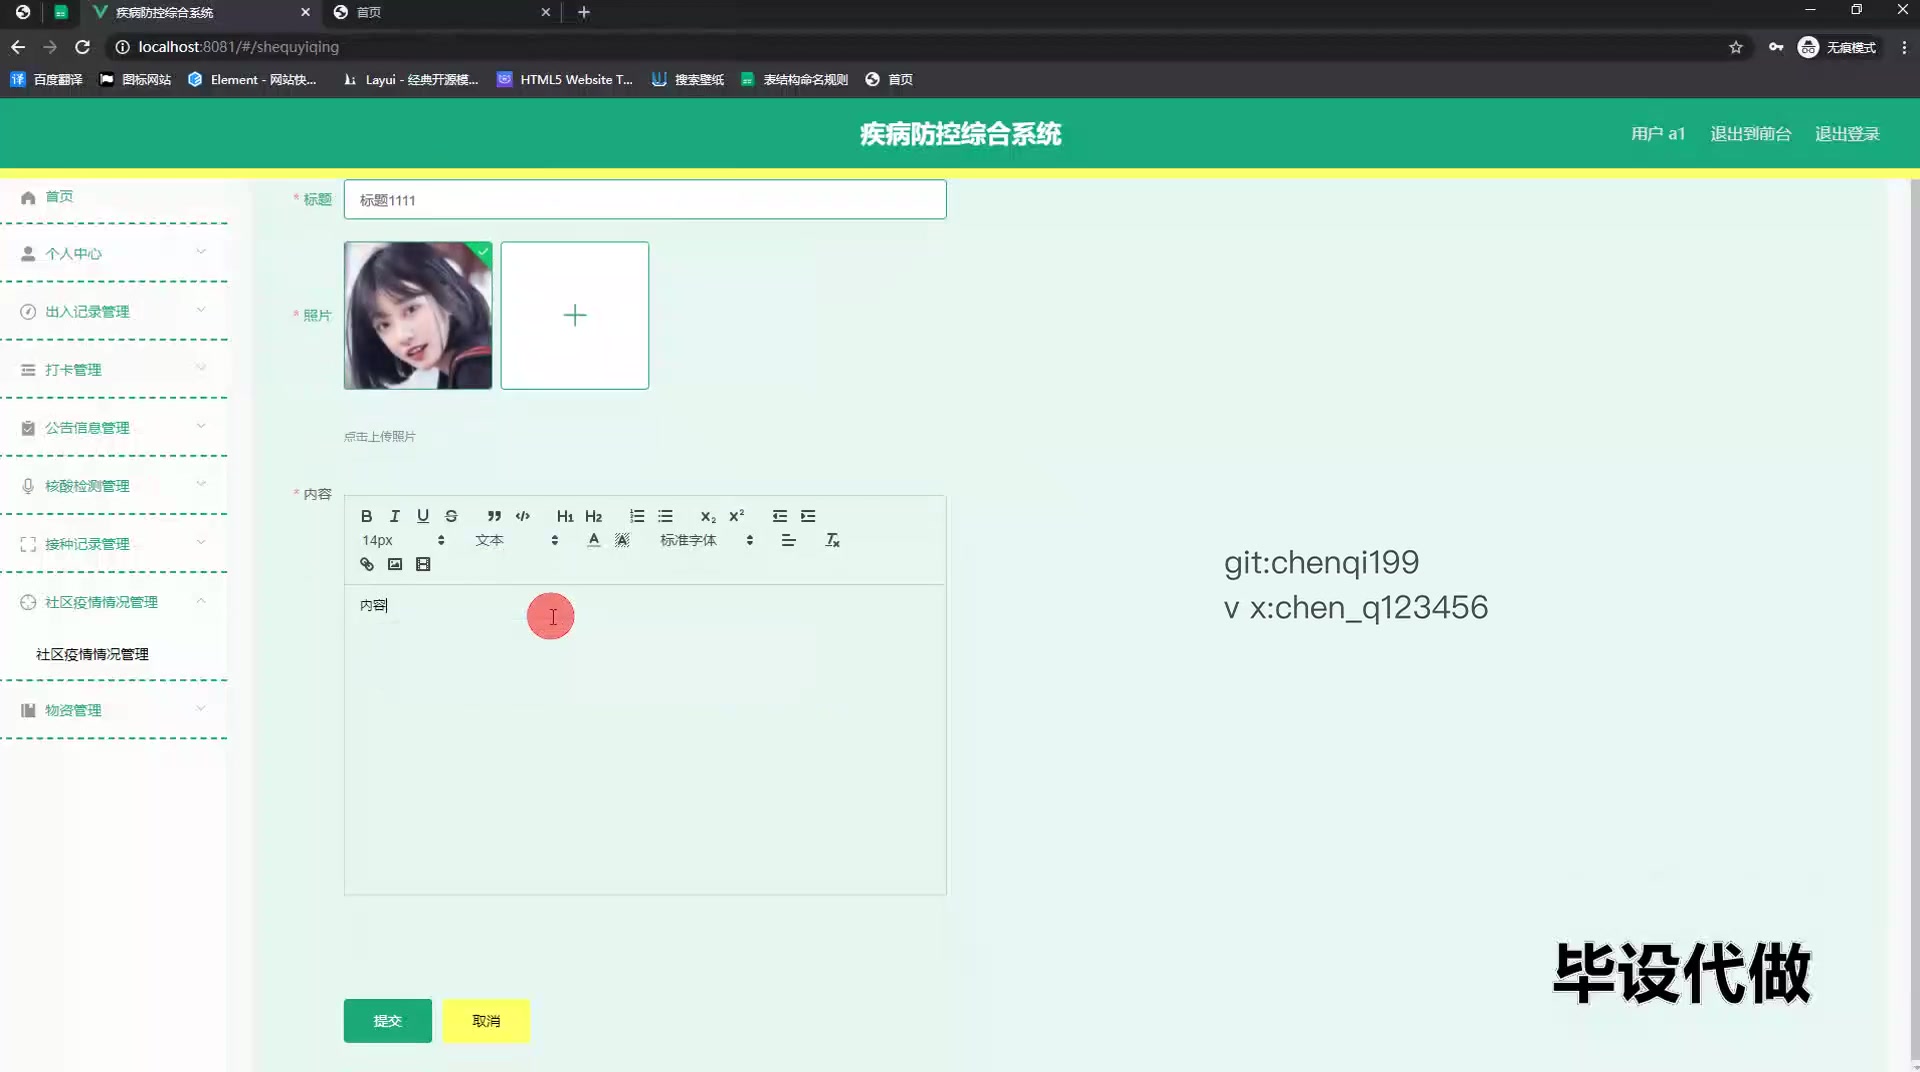 疾病防控综合系统
首页
localhost:8081/#/shequyiqing
无痕模式
百度翻译
图标网站
Element - 网站快...
Layui - 经典开源模...
HTML5 Website T...
搜索壁纸
表结构命名规则
首页
疾病防控综合系统
用户 a1
退出到前台
退出登录
首页
个人中心
出入记录管理
打卡管理
公告信息管理
核酸检测管理
接种记录管理
社区疫情情况管理
社区疫情情况管理
物资管理
* 标题
标题1111
* 照片
点击上传照片
* 内容
14px
文本
标准字体
内容
git:chenqi199
v x:chen_q123456
毕设代做
提交
取消